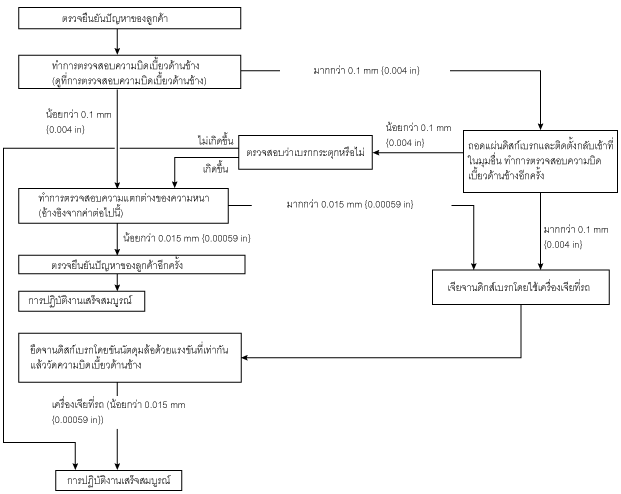 ตรวจยืนยันปัญหาของลูกค้า
ทำการตรวจสอบความบิดเบี้ยวด้านข้าง
(ดูที่การตรวจสอบความบิดเบี้ยวด้านข้าง)
มากกว่า 0.1 mm {0.004 in}
น้อยกว่า 0.1 mm
{0.004 in}
ไม่เกิดขึ้น
ตรวจสอบว่าเบรกกระตุกหรือไม่
เกิดขึ้น
น้อยกว่า 0.1 mm
{0.004 in}
ถอดแผ่นดิสก์เบรกและติดตั้งกลับเข้าที่
ในมุมอื่น ทำการตรวจสอบความบิด
เบี้ยวด้านข้างอีกครั้ง
ทำการตรวจสอบความแตกต่างของความหนา
(อ้างอิงจากค่าต่อไปนี้)
มากกว่า 0.015 mm {0.00059 in}
มากกว่า 0.1 mm
{0.004 in}
น้อยกว่า 0.015 mm {0.00059 in}
ตรวจยืนยันปัญหาของลูกค้าอีกครั้ง
การปฏิบัติงานเสร็จสมบูรณ์
เจียจานดิกส์เบรกโดยใช้เครื่องเจียที่รถ
ยึดจานดิสก์เบรกโดยขันนัตดุมล้อด้วยแรงขันที่เท่ากัน
แล้ววัดความบิดเบี้ยวด้านข้าง
เครื่องเจียที่รถ (น้อยกว่า 0.015 mm
{0.00059 in})
การปฏิบัติงานเสร็จสมบูรณ์